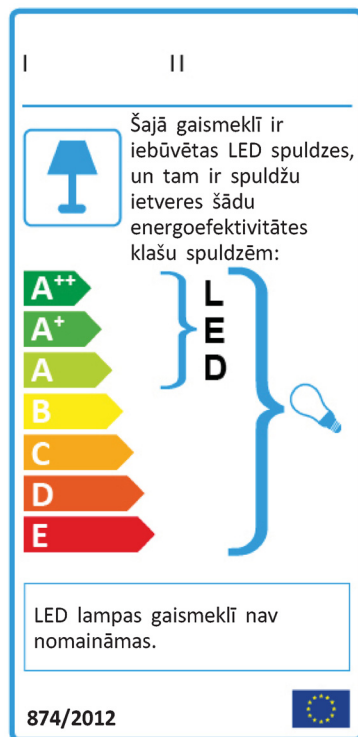 I II
Šajā gaismeklī ir
iebūvētas LED spuldzes,
un tam ir spuldžu
ietveres šādu
energoefektivitātes
klašu spuldzēm:
A++
A+
A
B
C
D
E
L
E
D
LED lampas gaismeklī nav
nomaināmas.
874/2012